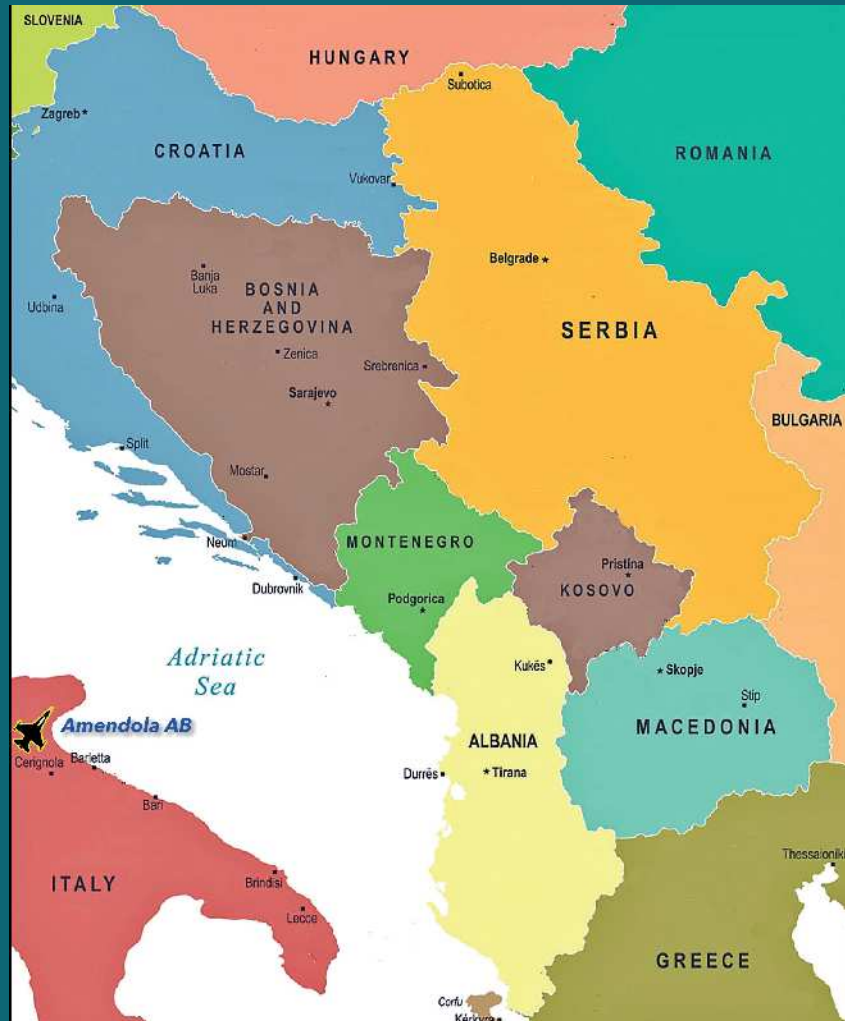 SLOVENIA
HUNGARY
Subotica
Zagreb
CROATIA
ROMANIA
Vukovar
Belgrade
Banja
Luka
BOSNIA
AND
HERZEGOVINA
Udbina
SERBIA
Zenica
Srebrenica
Sarajevo
BULGARIA
Split
Mostar
Neum
MONTENEGRO
Pristina
KOSOVO
Dubrovnik
Podgorica
Adriatic
Sea
Kukës
Skopje
Stip
Amendola AB
MACEDONIA
ALBANIA
Cerignola
Barletta
Durrës
Tirana
Bari
Thessaloniki
ITALY
Brindisi
Lecce
GREECE
Corfu
Kérkyra